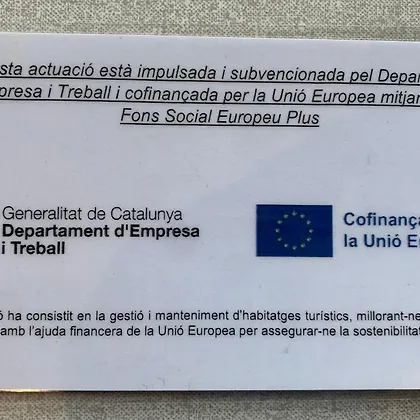 sta actuació està impulsada i subvencionada pel Depar
presa i Treball i cofinançada per la Unió Europea mitjan
Fons Social Europeu Plus
Generalitat de Catalunya
Departament d'Empresa
i Treball
Cofinança
la Unió E
ó ha consistit en la gestió i manteniment d'habitatges turístics, millorant-ne
amb l'ajuda financera de la Unió Europea per assegurar-ne la sostenibilitat